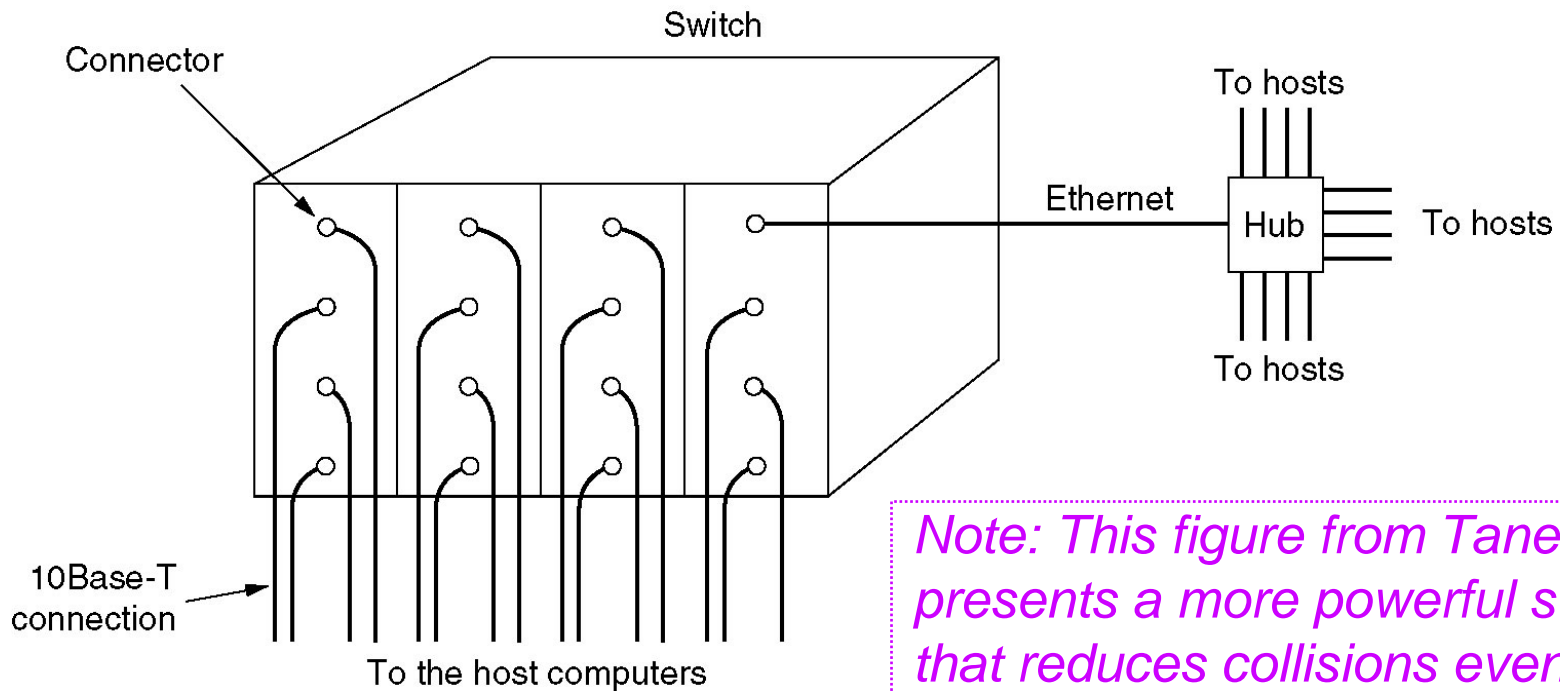 Switch
Connector
To hosts
Ethernet
Hub
To hosts
To hosts
10Base-T
connection
To the host computers
Note: This figure from Tane
presents a more powerful s
that reduces collisions even